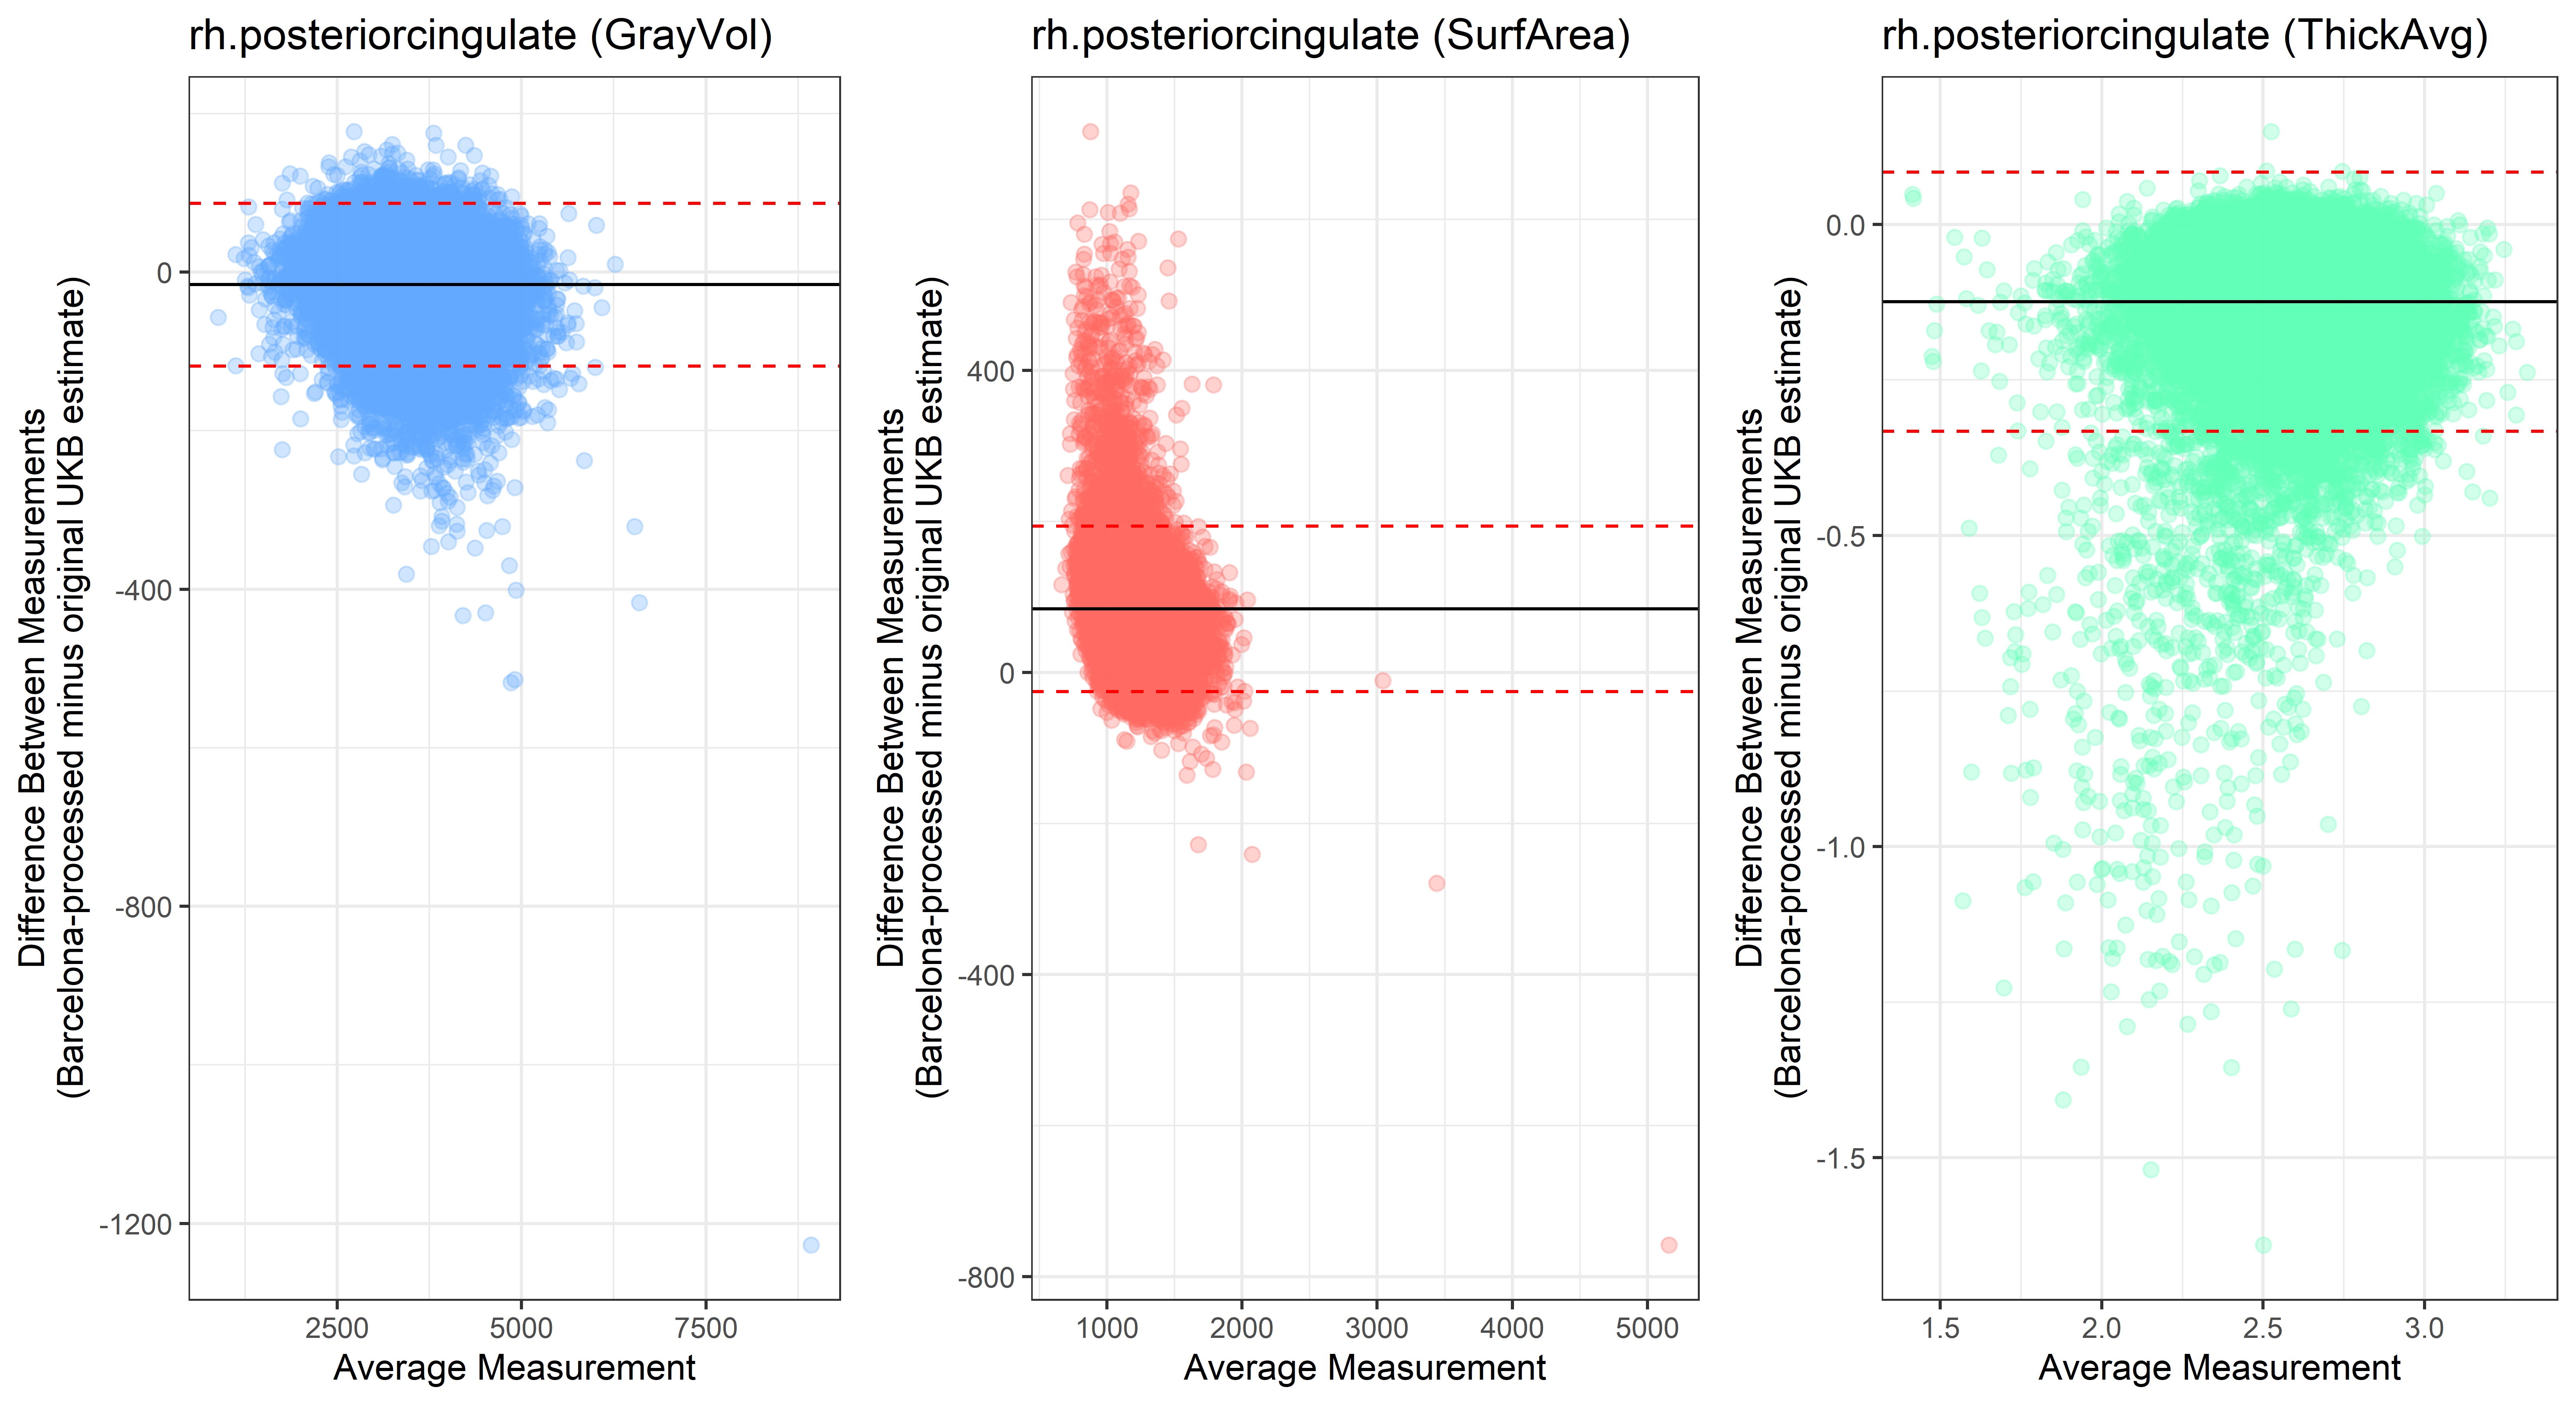 rh.posteriorcingulate (GrayVol)
Difference Between Measurements
(Barcelona-processed minus original UKB estimate)
0
-400
-800
-1200
2500
5000
7500
Average Measurement
rh.posteriorcingulate (SurfArea)
Difference Between Measurements
(Barcelona-processed minus original UKB estimate)
400
0
-400
-800
1000
2000
3000
4000
5000
Average Measurement
rh.posteriorcingulate (ThickAvg)
Difference Between Measurements
(Barcelona-processed minus original UKB estimate)
0.0
-0.5
-1.0
-1.5
1.5
2.0
2.5
3.0
Average Measurement